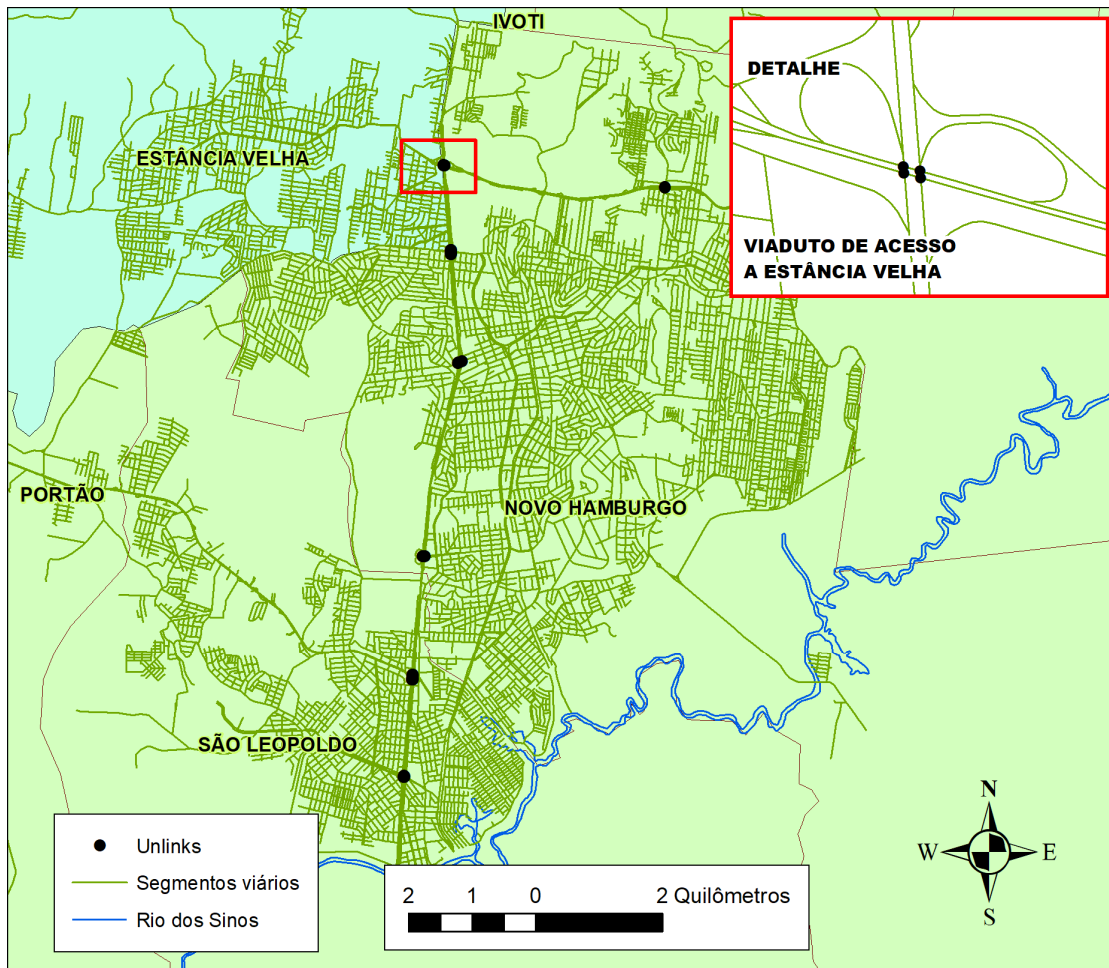 IVOTI
DETALHE
ESTÂNCIA VELHA
VIADUTO DE ACESSO
A ESTÂNCIA VELHA
PORTÃO
NOVO HAMBURGO
SÃO LEOPOLDO
Unlinks
Segmentos viários
Rio dos Sinos
2 1 0 2 Quilômetros
N
W E
S